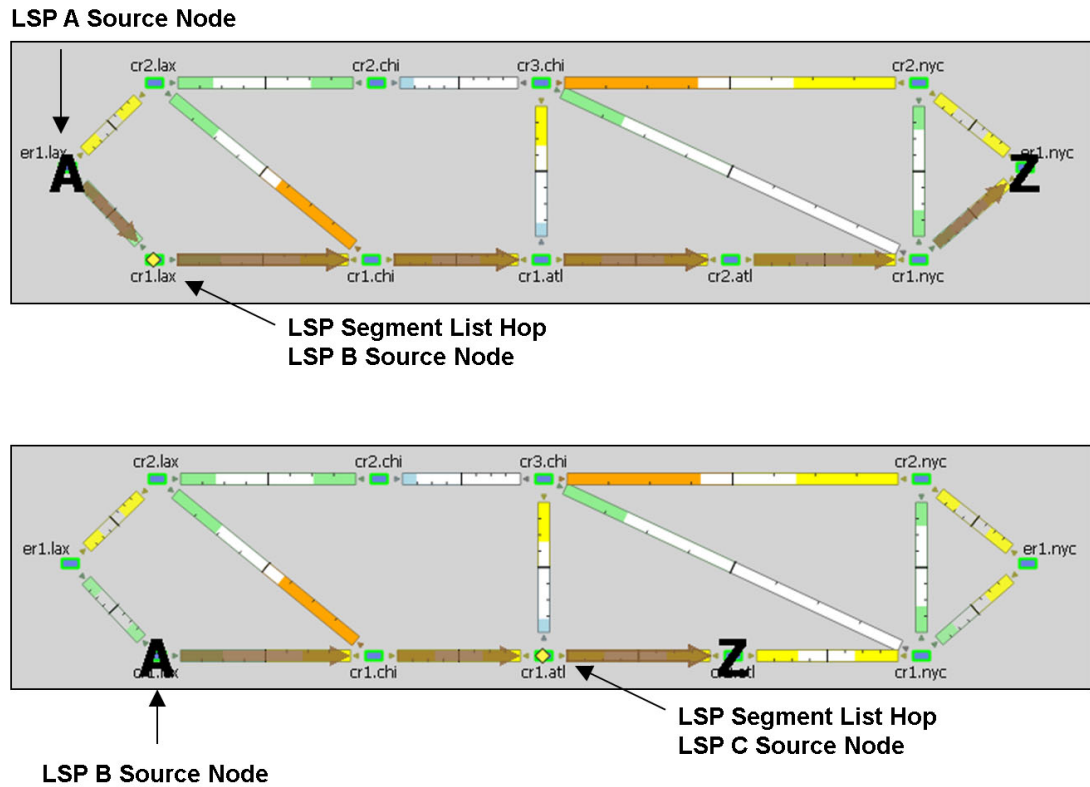 LSP A Source Node
cr2.lax cr2.chi cr3.chi cr2.nyc
er1.lax er1.nyc
A Z
cr1.lax cr1.chi cr1.atl cr2.atl cr1.nyc
LSP Segment List Hop
LSP B Source Node
cr2.lax cr2.chi cr3.chi cr2.nyc
er1.lax er1.nyc
A Z
cr1.chi cr1.atl cr1.nyc
LSP Segment List Hop
LSP C Source Node
LSP B Source Node